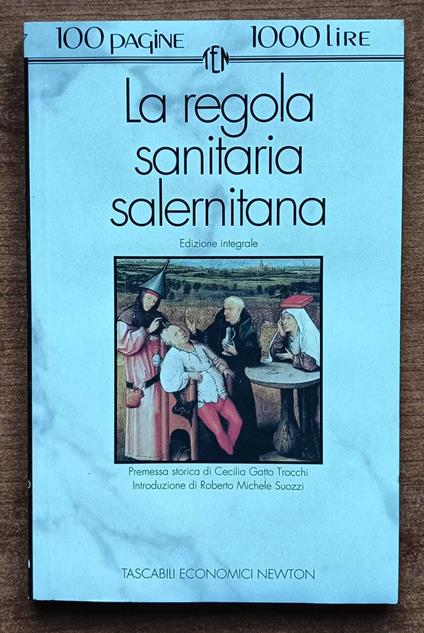 100 pagine 1000 lire
TEN
La regola
sanitaria
salernitana
Edizione integrale
Premessa storica di Cecilia Gatto Trocchi
Introduzione di Roberto Michele Suozzi
TASCABILI ECONOMICI NEWTON